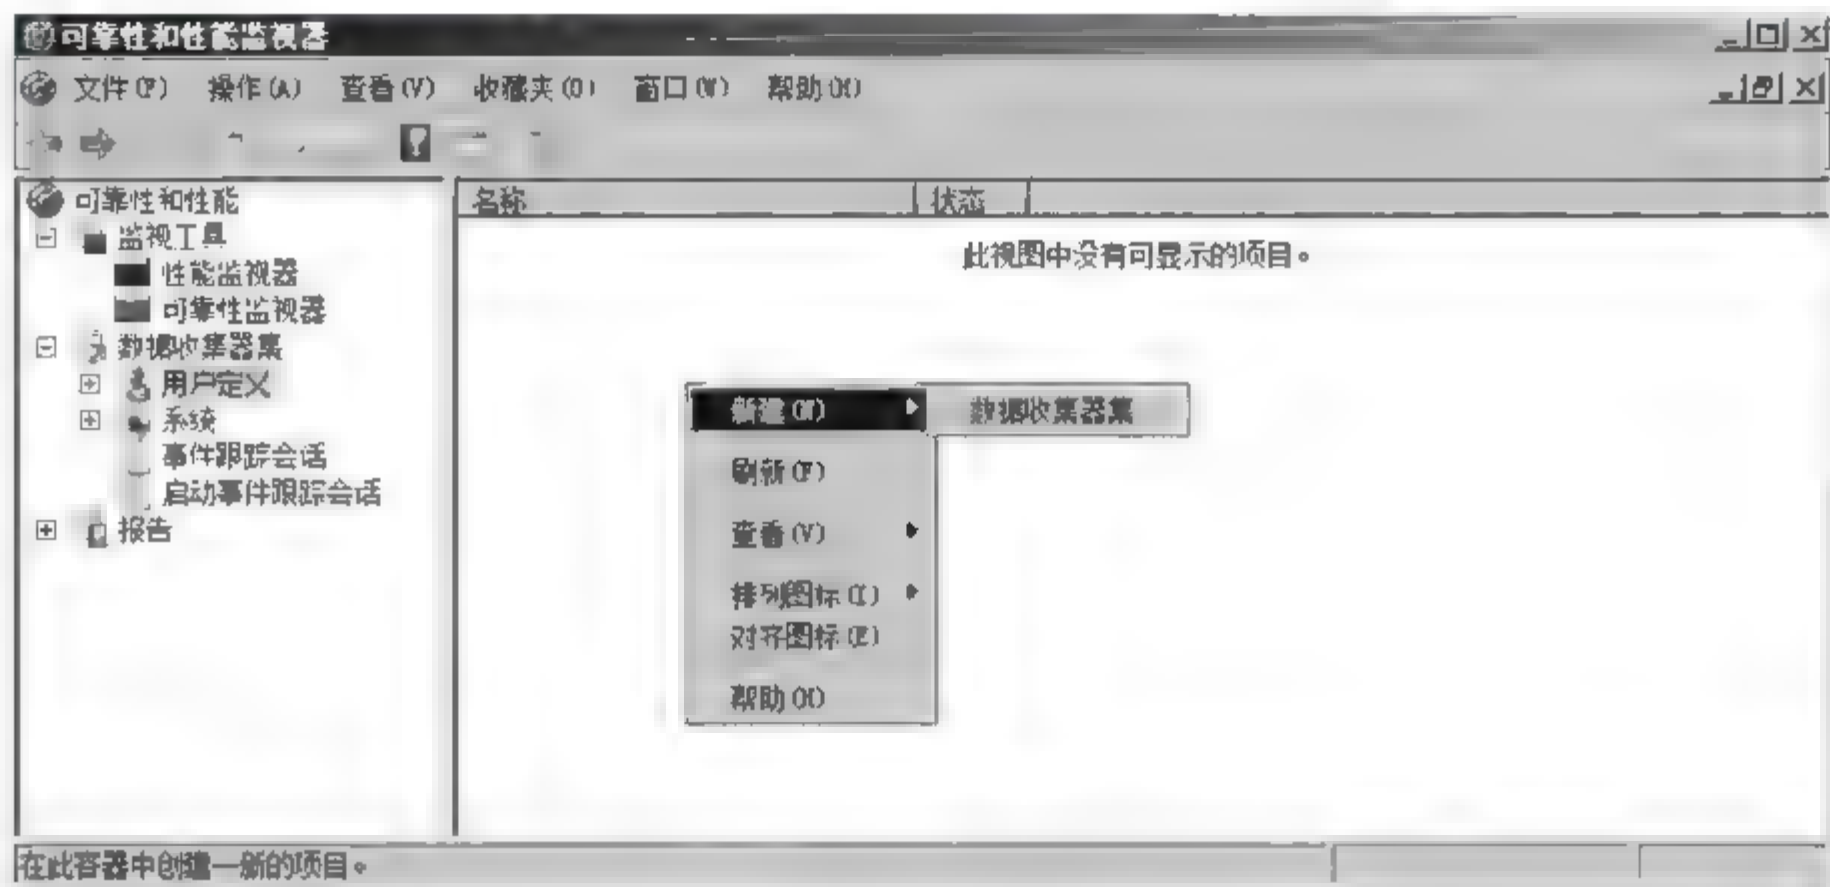 可靠性和性能监视器
文件(F) 操作(A) 查看(V) 收藏夹(O) 窗口(W) 帮助(H)
可靠性和性能
监视工具
性能监视器
可靠性监视器
数据收集器集
用户定义
系统
事件跟踪会话
启动事件跟踪会话
报告
名称 状态
此视图中没有可显示的项目。
新建(N) 数据收集器集
刷新(F)
查看(V)
排列图标(I)
对齐图标(E)
帮助(H)
在此容器中创建一新的项目。